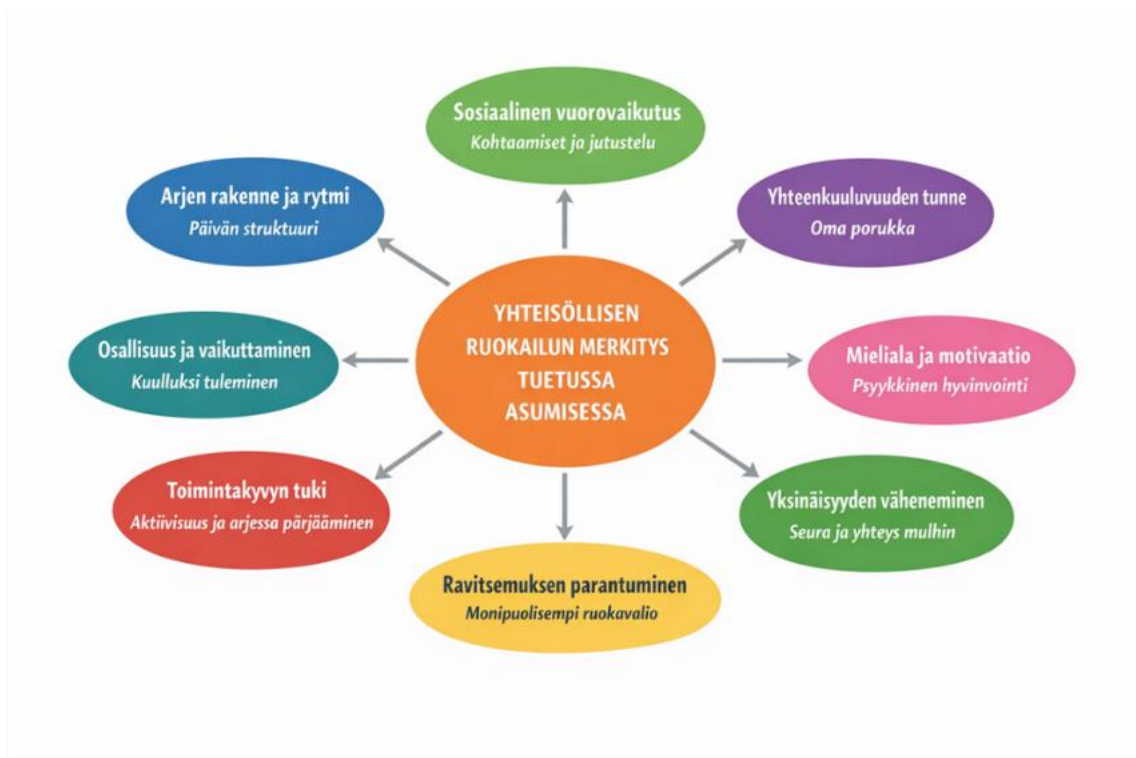 Sosiaalinen vuorovaikutus
Kohtaamiset ja jutustelu
Arjen rakenne ja rytmi
Päivän struktuuri
Yhteenkuuluvuuden tunne
Oma porukka
YHTEISÖLLISEN
RUOKAILUN MERKITYS
TUETUSSA
ASUMISESSA
Osallisuus ja vaikuttaminen
Kuulluksi tuleminen
Mieliala ja motivaatio
Psyykkinen hyvinvointi
Toimintakyvyn tuki
Aktiivisuus ja arjessa pärjääminen
Yksinäisyyden väheneminen
Seura ja yhteys mulhin
Ravitsemuksen parantuminen
Monipuolisempi ruokavalio